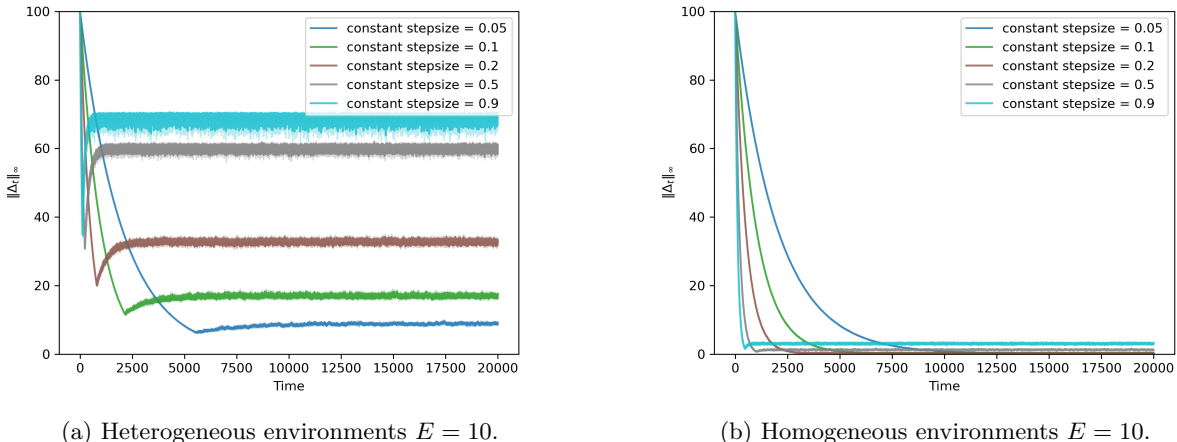 100
80
60
40
20
0
‖Δt‖∞
0 2500 5000 7500 10000 12500 15000 17500 20000
Time
constant stepsize = 0.05
constant stepsize = 0.1
constant stepsize = 0.2
constant stepsize = 0.5
constant stepsize = 0.9
(a) Heterogeneous environments E = 10.
100
80
60
40
20
0
‖Δt‖∞
0 2500 5000 7500 10000 12500 15000 17500 20000
Time
constant stepsize = 0.05
constant stepsize = 0.1
constant stepsize = 0.2
constant stepsize = 0.5
constant stepsize = 0.9
(b) Homogeneous environments E = 10.